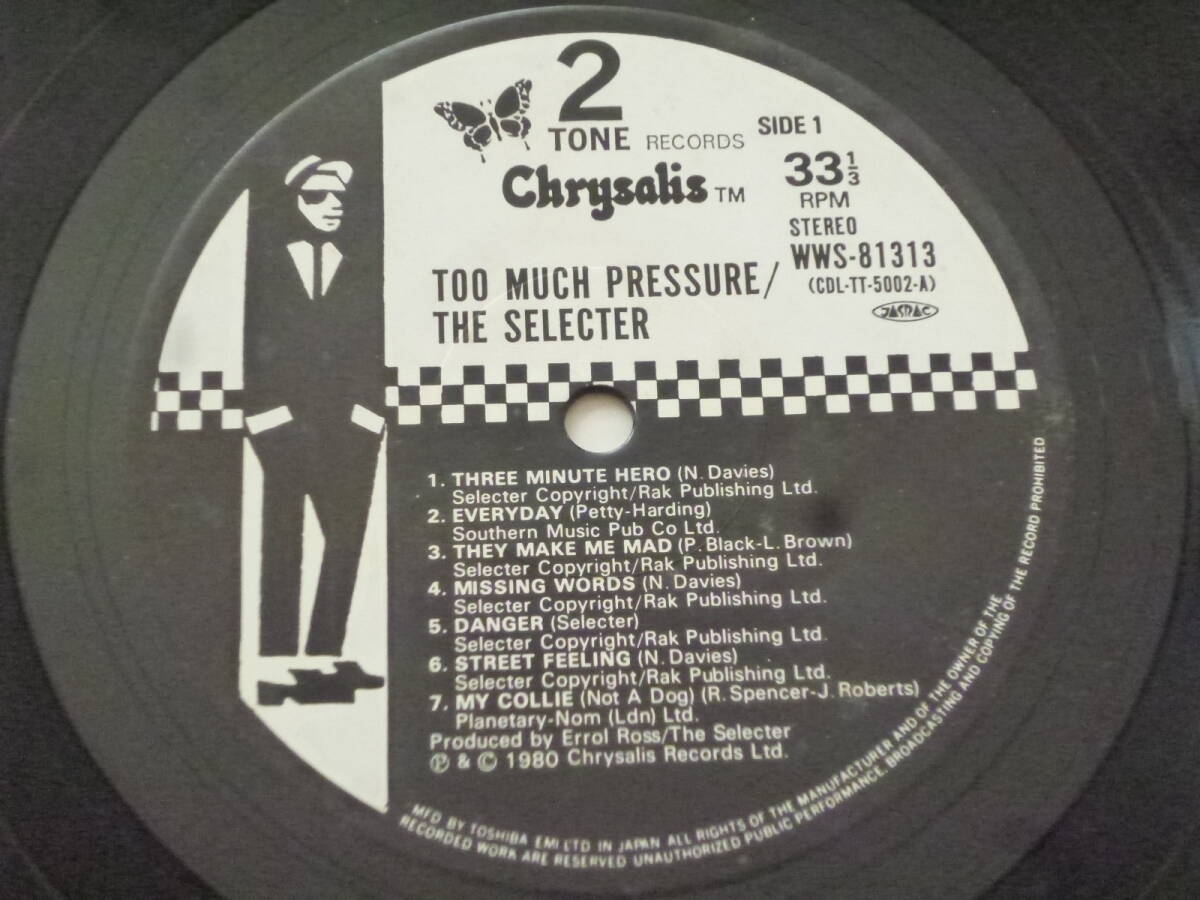 2
TONE RECORDS
Chrysalis TM
SIDE 1
33 1/3
RPM
STEREO
WWS-81313
(CDL-TT-5002-A)
JASRAC
TOO MUCH PRESSURE/
THE SELECTER
1. THREE MINUTE HERO (N. Davies)
Selecter Copyright/Rak Publishing Ltd.
2. EVERYDAY (Petty-Harding)
Southern Music Pub Co Ltd.
3. THEY MAKE ME MAD (P. Black-L. Brown)
Selecter Copyright/Rak Publishing Ltd.
4. MISSING WORDS (N. Davies)
Selecter Copyright/Rak Publishing Ltd.
5. DANGER (Selecter)
Selecter Copyright/Rak Publishing Ltd.
6. STREET FEELING (N. Davies)
Selecter Copyright/Rak Publishing Ltd.
7. MY COLLIE (Not A Dog) (R. Spencer-J. Roberts)
Planetary-Nom (Ldn) Ltd.
Produced by Errol Ross/The Selecter
Ⓟ & © 1980 Chrysalis Records Ltd.
MFD BY TOSHIBA EMI LTD IN JAPAN ALL RIGHTS OF THE MANUFACTURER AND OF THE OWNER OF THE
RECORDED WORK ARE RESERVED UNAUTHORIZED PUBLIC PERFORMANCE, BROADCASTING AND COPYING OF THE RECORD PROHIBITED